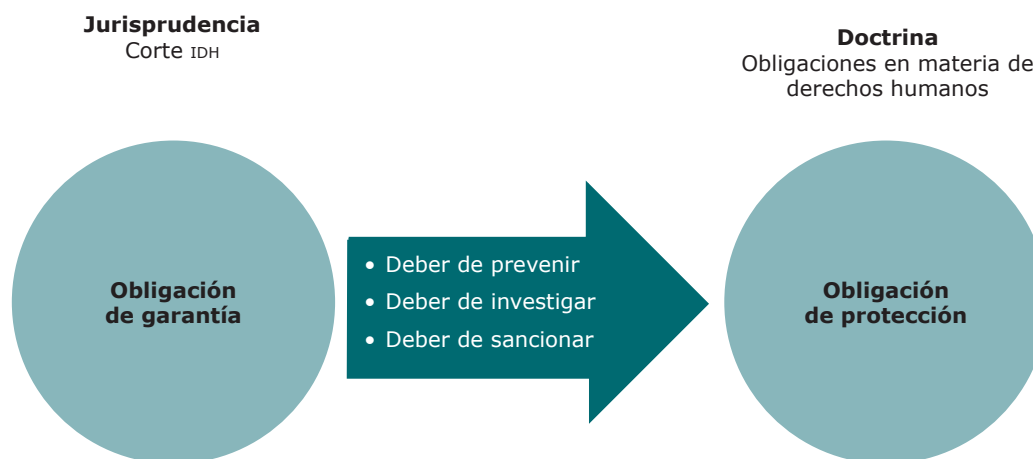 Jurisprudencia
Corte IDH
Doctrina
Obligaciones en materia de
derechos humanos
Obligación
de garantía
• Deber de prevenir
• Deber de investigar
• Deber de sancionar
Obligación
de protección